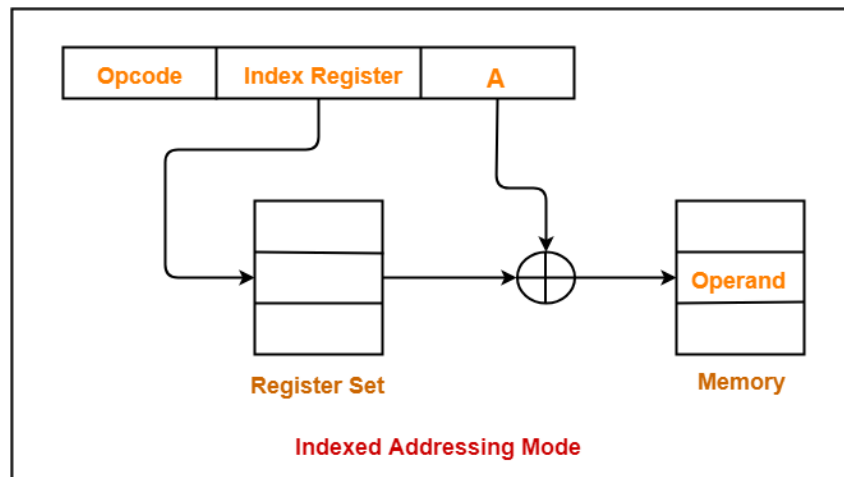 Opcode Index Register A
Operand
Register Set Memory
Indexed Addressing Mode